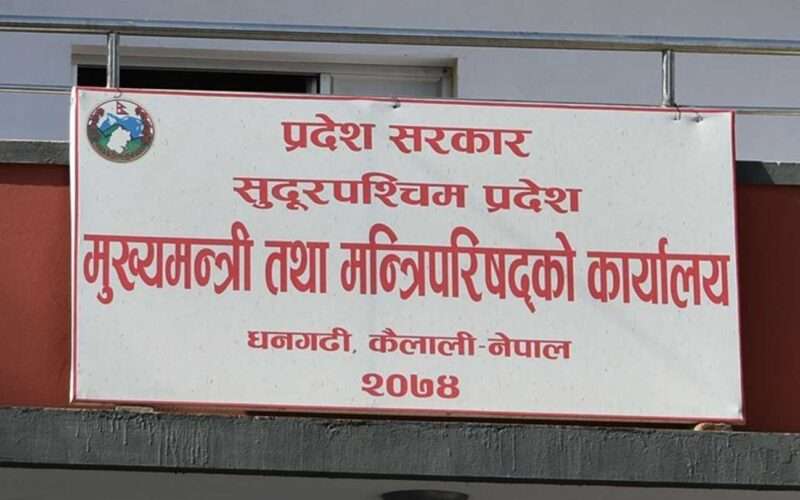 प्रदेश सरकार
सुदूरपश्चिम प्रदेश
मुख्यमन्त्री तथा मन्त्रिपरिषद्को कार्यालय
धनगढी, कैलाली-नेपाल
२०७४